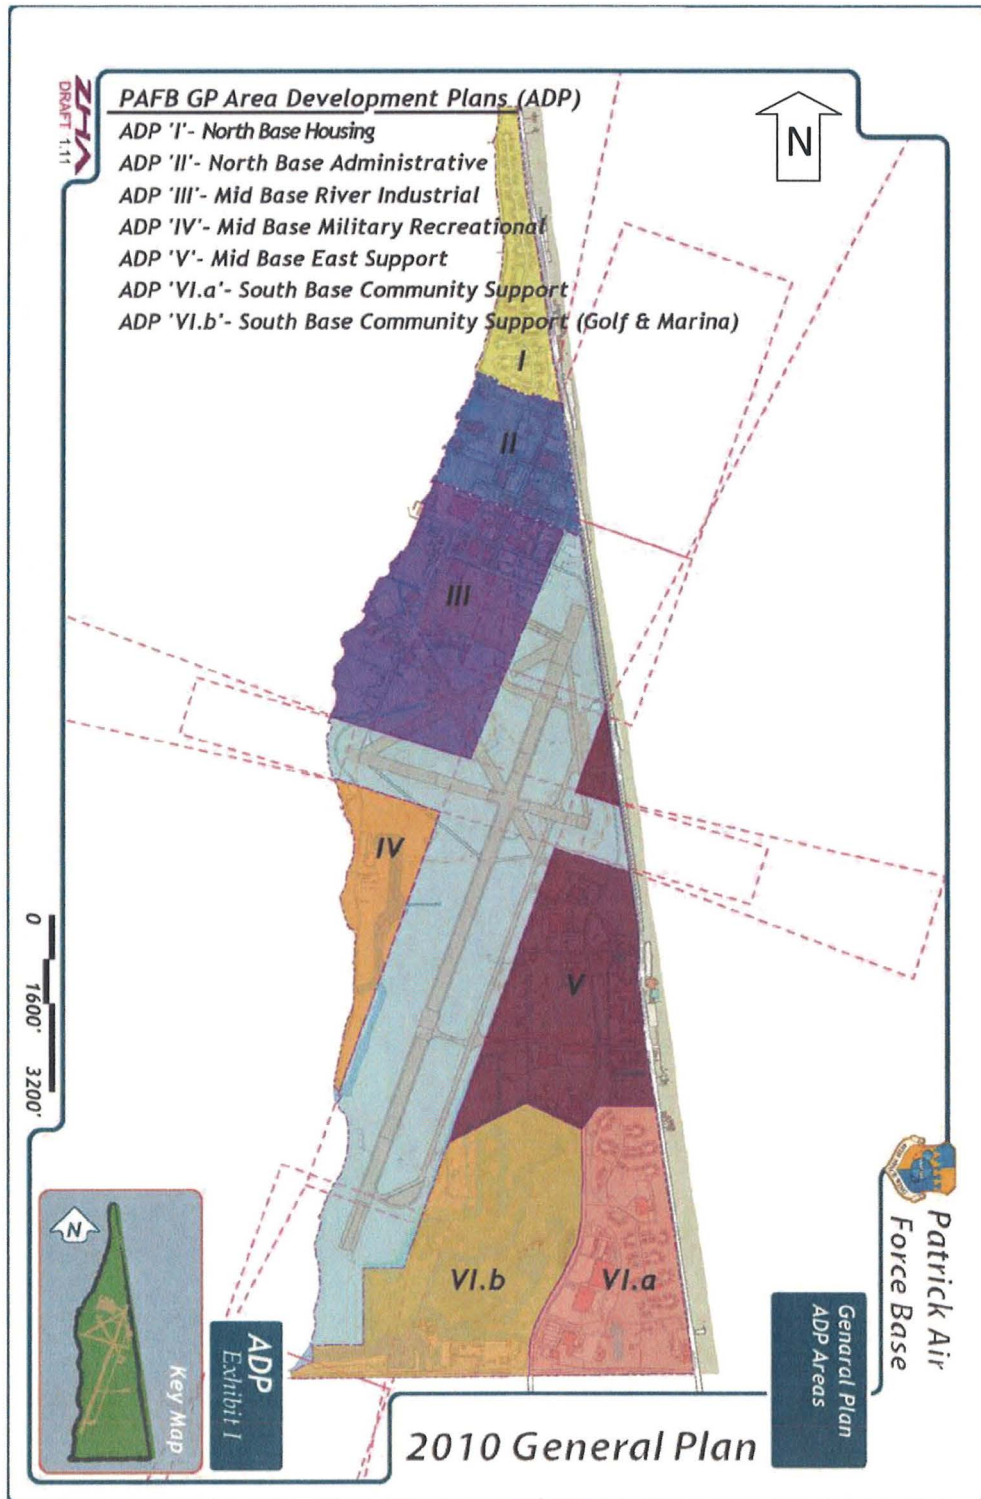 PAFB GP Area Development Plans (ADP)
ADP 'I'- North Base Housing
ADP 'II'- North Base Administrative
ADP 'III'- Mid Base River Industrial
ADP 'IV'- Mid Base Military Recreational
ADP 'V'- Mid Base East Support
ADP 'VI.a'- South Base Community Support
ADP 'VI.b'- South Base Community Support (Golf & Marina)
N
ZHA
DRAFT 1.11
I
II
III
IV
V
VI.b
VI.a
0 1600' 3200'
Patrick Air
Force Base
Genaral Plan
ADP Areas
ADP
Exhibit I
Key Map
N
2010 General Plan